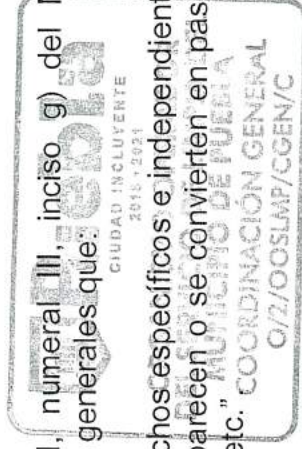 numeral III, inciso g) del
generales que:
Puebla
CIUDAD INCLUYENTE
2018 - 2021
chos específicos e independient
parecen o se convierten en pas
etc."
MUNICIPIO DE PUEBLA
COORDINACIÓN GENERAL
O/2/OOSLMP/CGEN/C